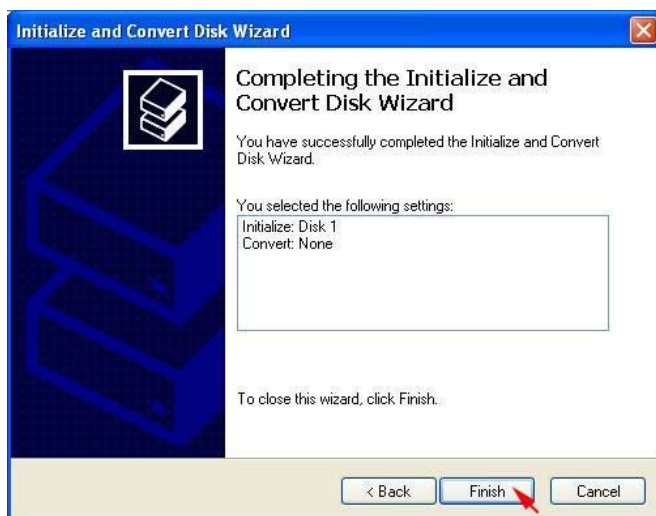 Initialize and Convert Disk Wizard
Completing the Initialize and
Convert Disk Wizard
You have successfully completed the Initialize and Convert
Disk Wizard.
You selected the following settings:
Initialize: Disk 1
Convert: None
To close this wizard, click Finish.
< Back
Finish
Cancel